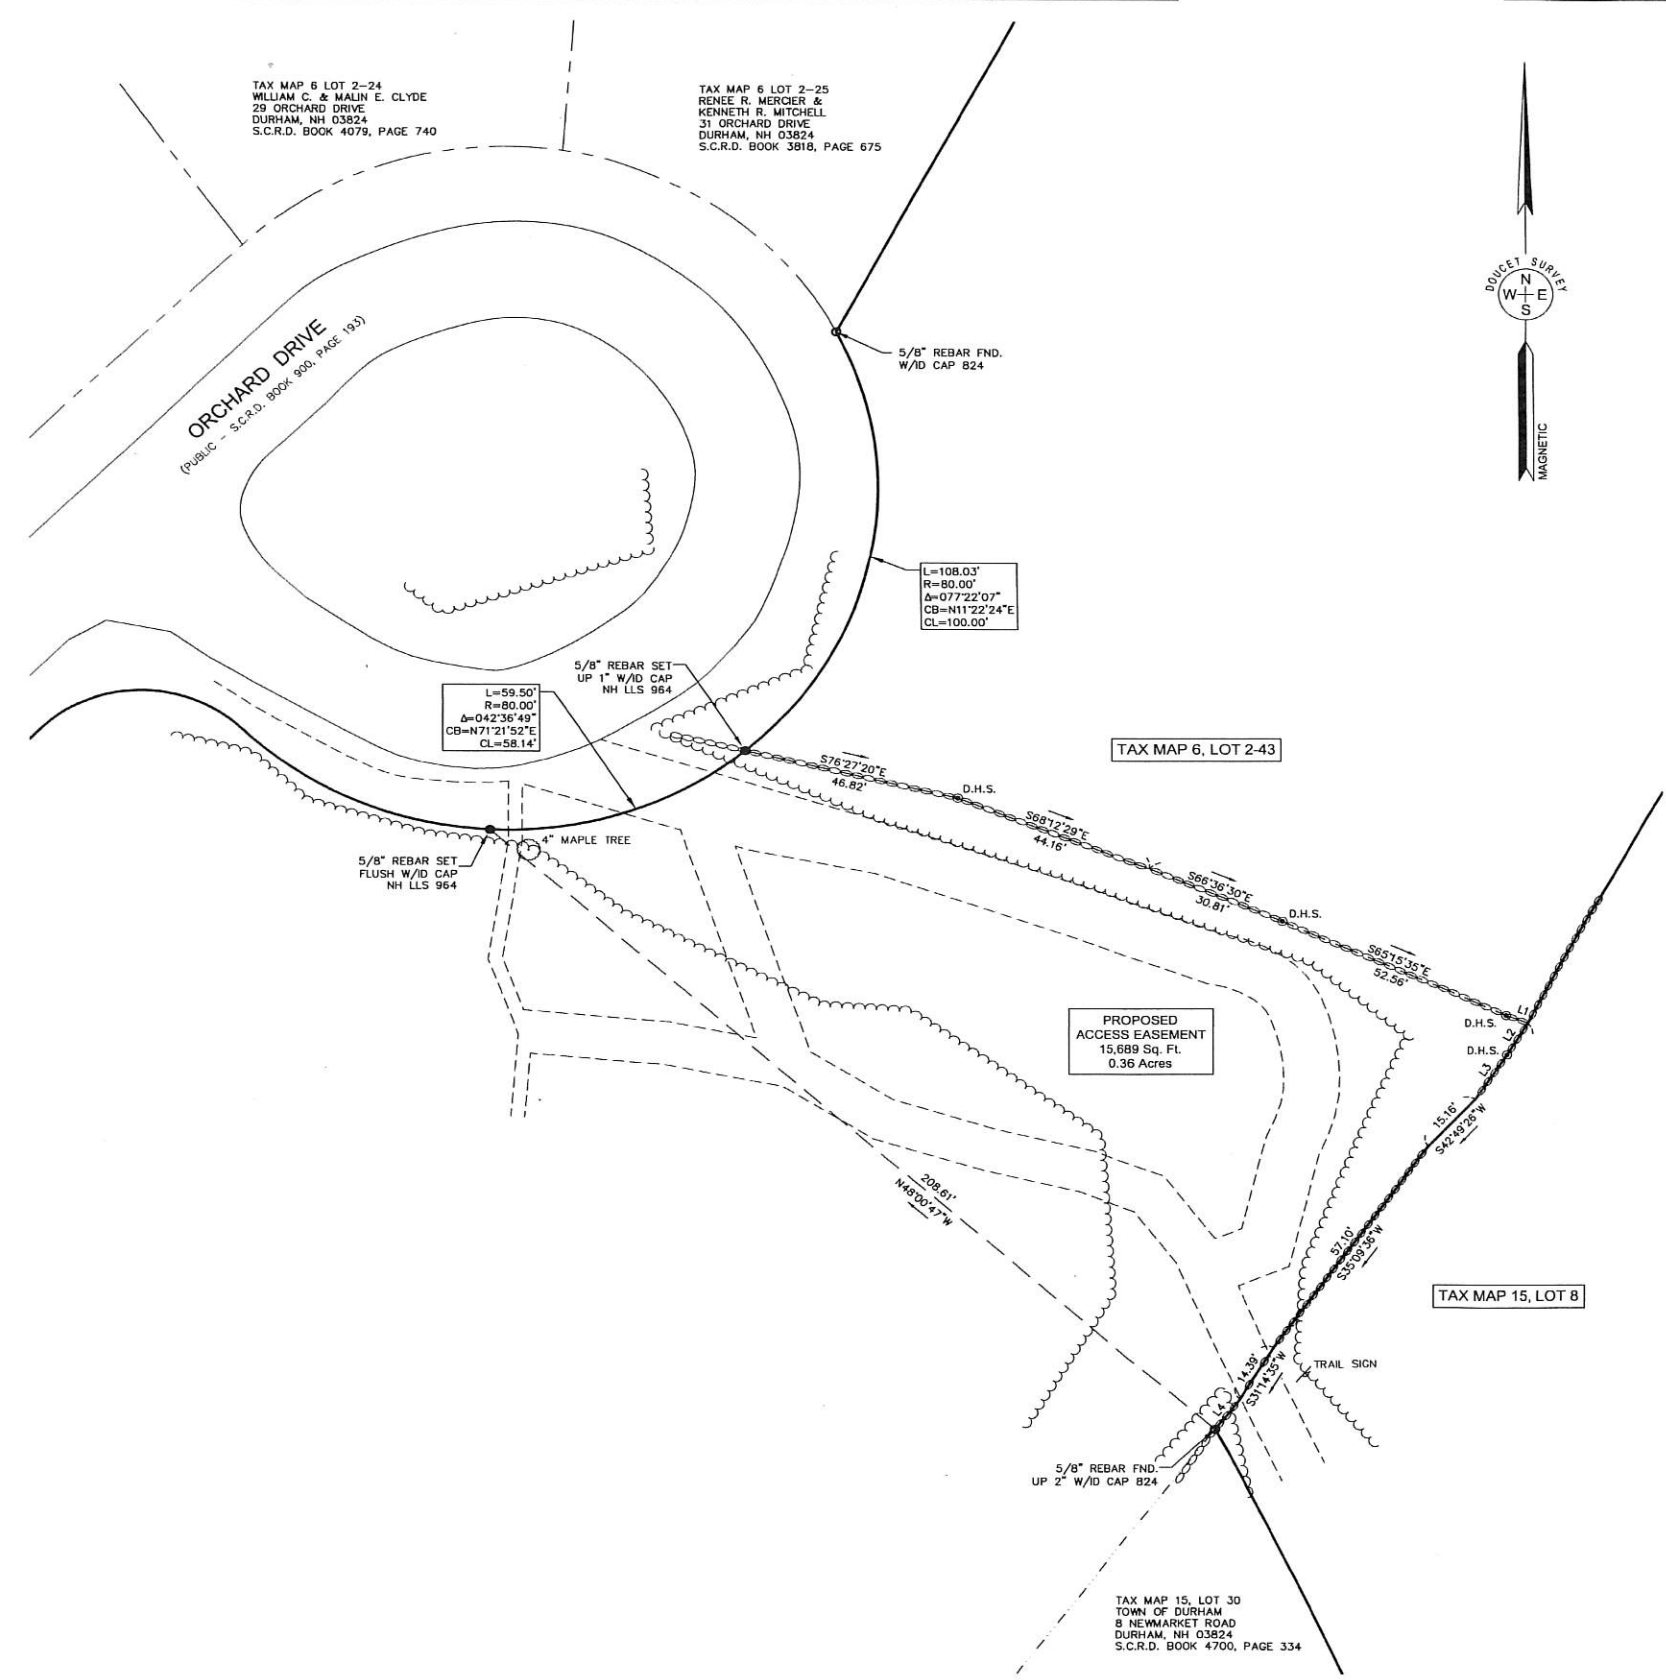 TAX MAP 6 LOT 2-24
WILLIAM C. & MALIN E. CLYDE
29 ORCHARD DRIVE
DURHAM, NH 03824
S.C.R.D. BOOK 4079, PAGE 740
TAX MAP 6 LOT 2-25
RENEE R. MERCIER &
KENNETH R. MITCHELL
31 ORCHARD DRIVE
DURHAM, NH 03824
S.C.R.D. BOOK 3818, PAGE 675
DOUCET SURVEY
N
W E
S
MAGNETIC
ORCHARD DRIVE
(PUBLIC - S.C.R.D. BOOK 900, PAGE 193)
5/8" REBAR FND.
W/ID CAP 824
L=108.03'
R=80.00'
Δ=077°22'07"
CB=N11°22'24"E
CL=100.00'
5/8" REBAR SET
UP 1" W/ID CAP
NH LLS 964
L=59.50'
R=80.00'
Δ=042°36'49"
CB=N71°21'52"E
CL=58.14'
TAX MAP 6, LOT 2-43
S76°27'20"E
46.82'
D.H.S.
S68°12'29"E
44.16'
S66°36'30"E
30.81'
D.H.S.
S65°15'35"E
52.56'
4" MAPLE TREE
5/8" REBAR SET
FLUSH W/ID CAP
NH LLS 964
L1
D.H.S.
L2
D.H.S.
L3
PROPOSED
ACCESS EASEMENT
15,689 Sq. Ft.
0.36 Acres
15.16'
S42°49'26"W
208.61'
N48°00'47"W
57.10'
S35°09'36"W
TAX MAP 15, LOT 8
14.39'
S31°14'35"W
TRAIL SIGN
L4
5/8" REBAR FND.
UP 2" W/ID CAP 824
TAX MAP 15, LOT 30
TOWN OF DURHAM
8 NEWMARKET ROAD
DURHAM, NH 03824
S.C.R.D. BOOK 4700, PAGE 334